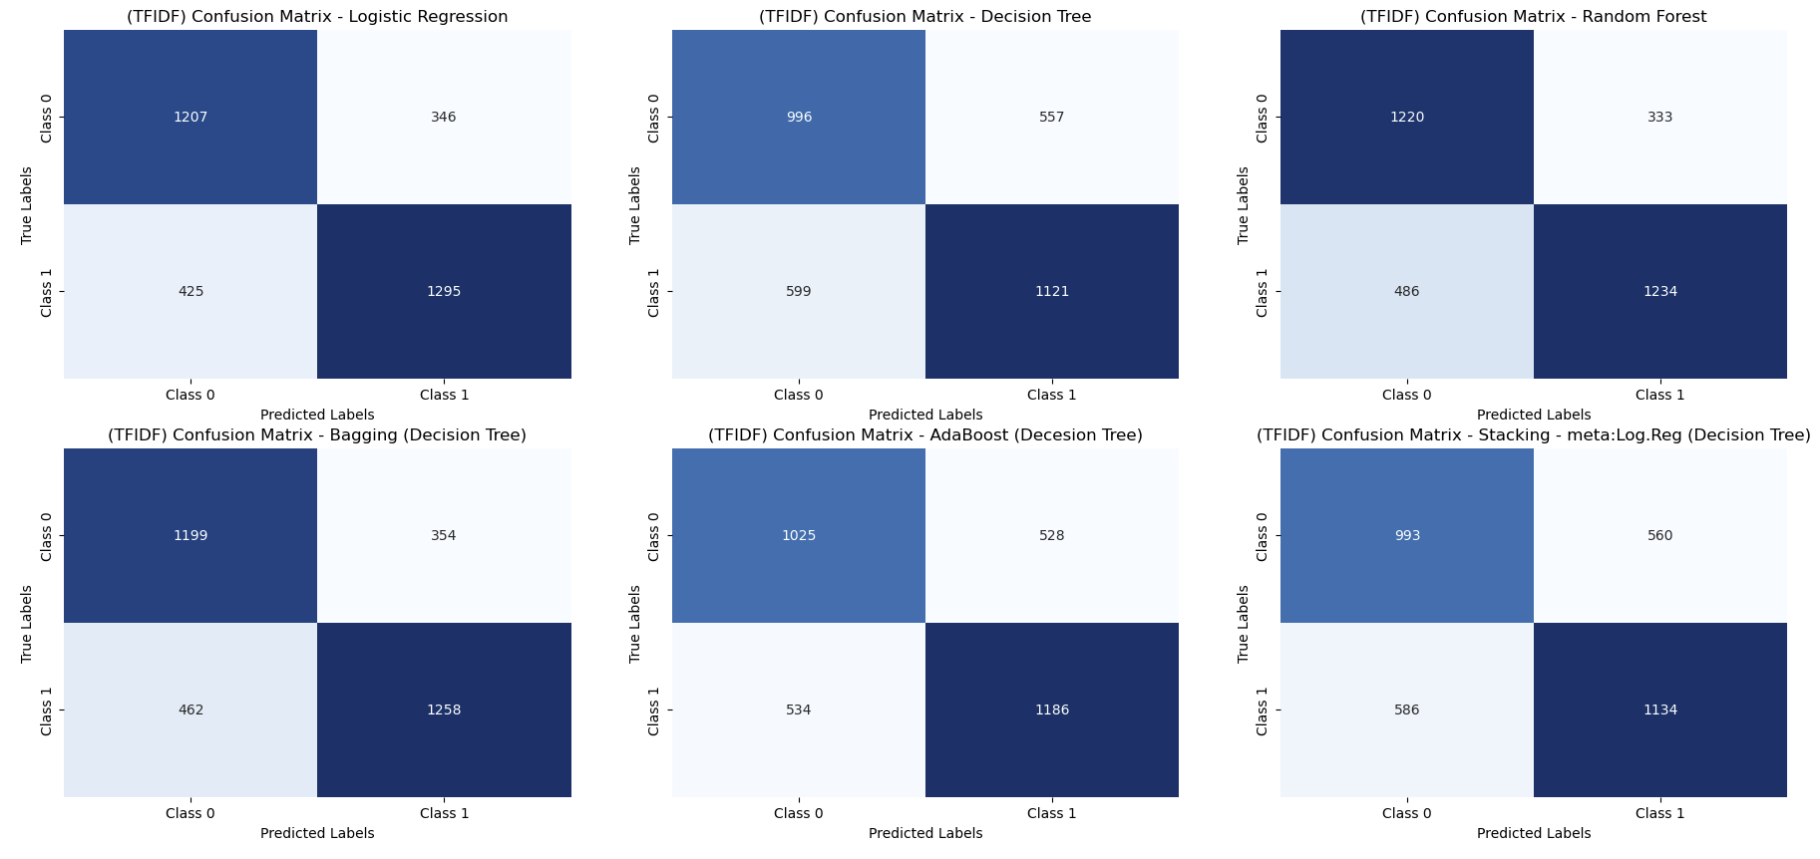 (TFIDF) Confusion Matrix - Logistic Regression
True Labels
Class 0
1207
346
Class 1
425
1295
Class 0
Class 1
Predicted Labels
(TFIDF) Confusion Matrix - Decision Tree
True Labels
Class 0
996
557
Class 1
599
1121
Class 0
Class 1
Predicted Labels
(TFIDF) Confusion Matrix - Random Forest
True Labels
Class 0
1220
333
Class 1
486
1234
Class 0
Class 1
Predicted Labels
(TFIDF) Confusion Matrix - Bagging (Decision Tree)
True Labels
Class 0
1199
354
Class 1
462
1258
Class 0
Class 1
Predicted Labels
(TFIDF) Confusion Matrix - AdaBoost (Decesion Tree)
True Labels
Class 0
1025
528
Class 1
534
1186
Class 0
Class 1
Predicted Labels
(TFIDF) Confusion Matrix - Stacking - meta:Log.Reg (Decision Tree)
True Labels
Class 0
993
560
Class 1
586
1134
Class 0
Class 1
Predicted Labels